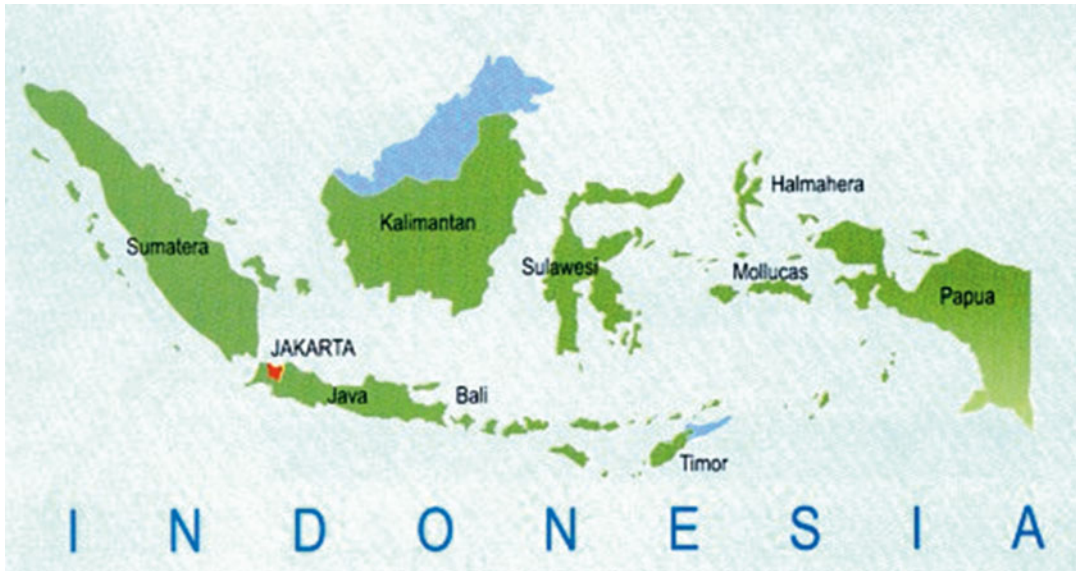 Halmahera
Kalimantan
Sumatera
Sulawesi
Mollucas
Papua
JAKARTA
Java
Bali
Timor
INDONESIA